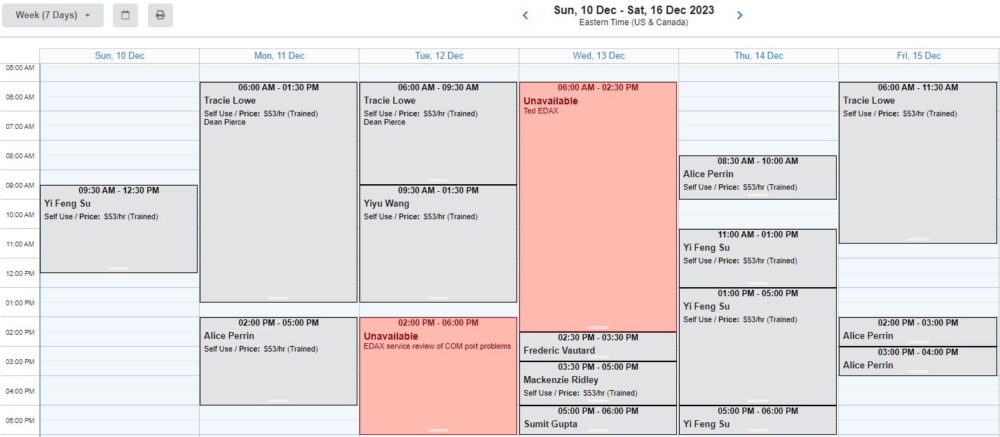 Week (7 Days)
Sun, 10 Dec - Sat, 16 Dec 2023
Eastern Time (US & Canada)
Sun, 10 Dec
Mon, 11 Dec
Tue, 12 Dec
Wed, 13 Dec
Thu, 14 Dec
Fri, 15 Dec
05:00 AM
06:00 AM
07:00 AM
08:00 AM
09:00 AM
10:00 AM
11:00 AM
12:00 PM
01:00 PM
02:00 PM
03:00 PM
04:00 PM
05:00 PM
09:30 AM - 12:30 PM
Yi Feng Su
Self Use / Price: $53/hr (Trained)
06:00 AM - 01:30 PM
Tracie Lowe
Self Use / Price: $53/hr (Trained)
Dean Pierce
02:00 PM - 05:00 PM
Alice Perrin
Self Use / Price: $53/hr (Trained)
06:00 AM - 09:30 AM
Tracie Lowe
Self Use / Price: $53/hr (Trained)
Dean Pierce
09:30 AM - 01:30 PM
Yiyu Wang
Self Use / Price: $53/hr (Trained)
02:00 PM - 06:00 PM
Unavailable
EDAX service review of COM port problems
06:00 AM - 02:30 PM
Unavailable
Ted EDAX
02:30 PM - 03:30 PM
Frederic Vautard
03:30 PM - 05:00 PM
Mackenzie Ridley
Self Use / Price: $53/hr (Trained)
05:00 PM - 06:00 PM
Sumit Gupta
08:30 AM - 10:00 AM
Alice Perrin
Self Use / Price: $53/hr (Trained)
11:00 AM - 01:00 PM
Yi Feng Su
Self Use / Price: $53/hr (Trained)
01:00 PM - 05:00 PM
Yi Feng Su
Self Use / Price: $53/hr (Trained)
05:00 PM - 06:00 PM
Yi Feng Su
06:00 AM - 11:30 AM
Tracie Lowe
Self Use / Price: $53/hr (Trained)
02:00 PM - 03:00 PM
Alice Perrin
03:00 PM - 04:00 PM
Alice Perrin